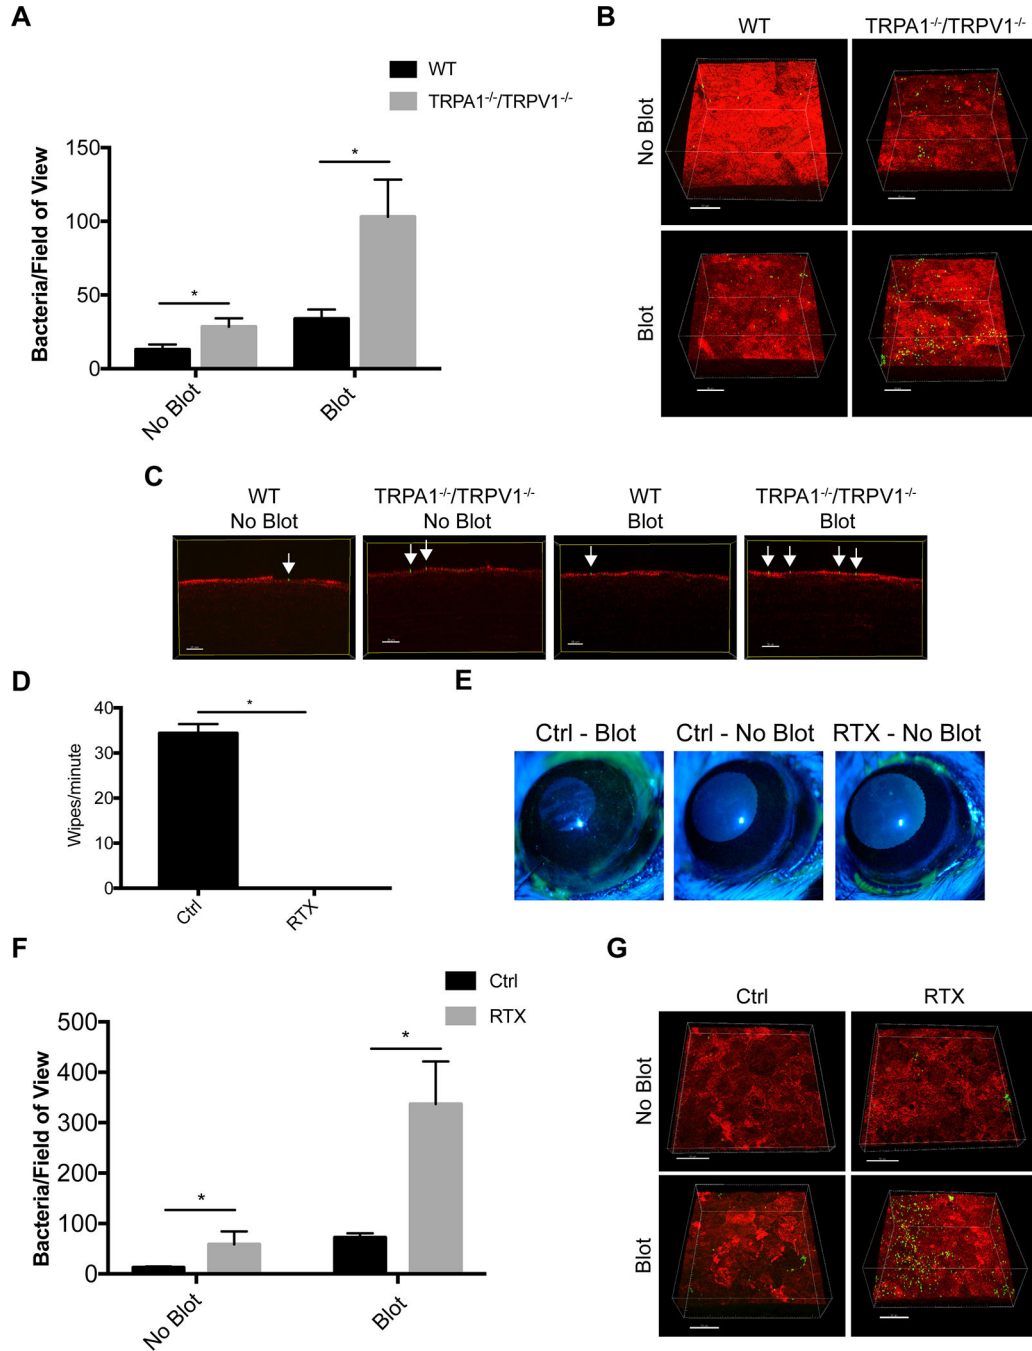 A
WT
TRPA1-/-/TRPV1-/-
150
100
50
0
Bacteria/Field of View
*
*
No Blot
Blot
B
WT
TRPA1-/-/TRPV1-/-
No Blot
Blot
C
WT
No Blot
TRPA1-/-/TRPV1-/-
No Blot
WT
Blot
TRPA1-/-/TRPV1-/-
Blot
D
40
30
20
10
0
Wipes/minute
*
Ctrl
RTX
E
Ctrl - Blot
Ctrl - No Blot
RTX - No Blot
F
Ctrl
RTX
500
400
300
200
100
0
Bacteria/Field of View
*
*
No Blot
Blot
G
Ctrl
RTX
No Blot
Blot